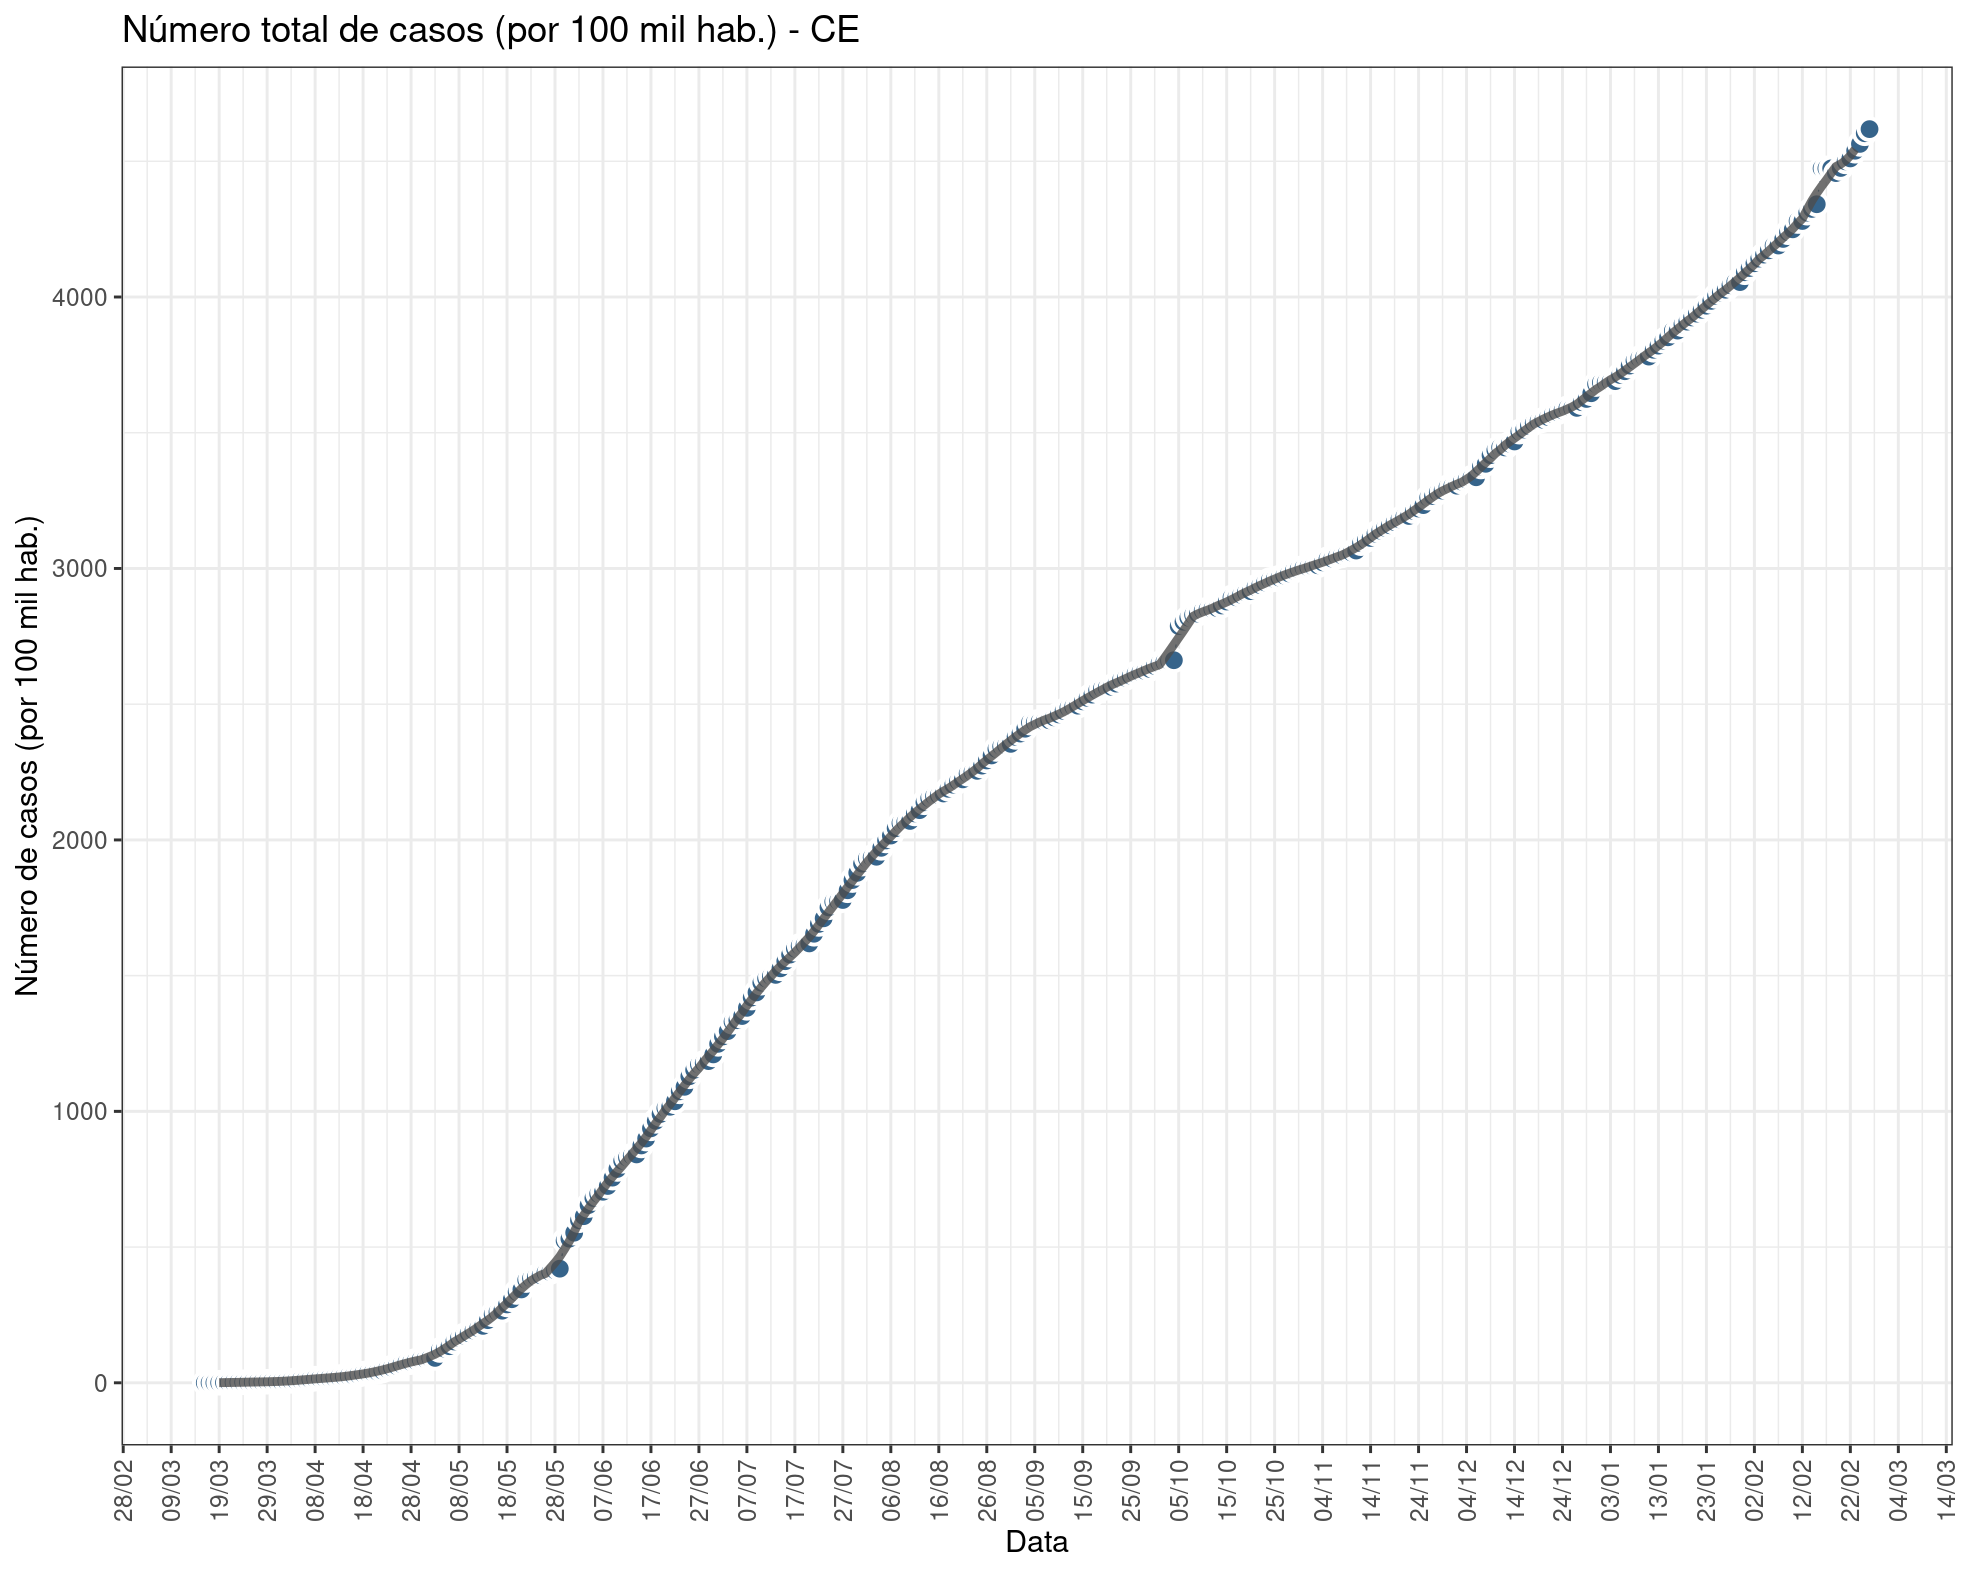 Número total de casos (por 100 mil hab.) - CE
Número de casos (por 100 mil hab.)
4000
3000
2000
1000
0
28/02 09/03 19/03 29/03 08/04 18/04 28/04 08/05 18/05 28/05 07/06 17/06 27/06 07/07 17/07 27/07 06/08 16/08 26/08 05/09 15/09 25/09 05/10 15/10 25/10 04/11 14/11 24/11 04/12 14/12 24/12 03/01 13/01 23/01 02/02 12/02 22/02 04/03 14/03
Data